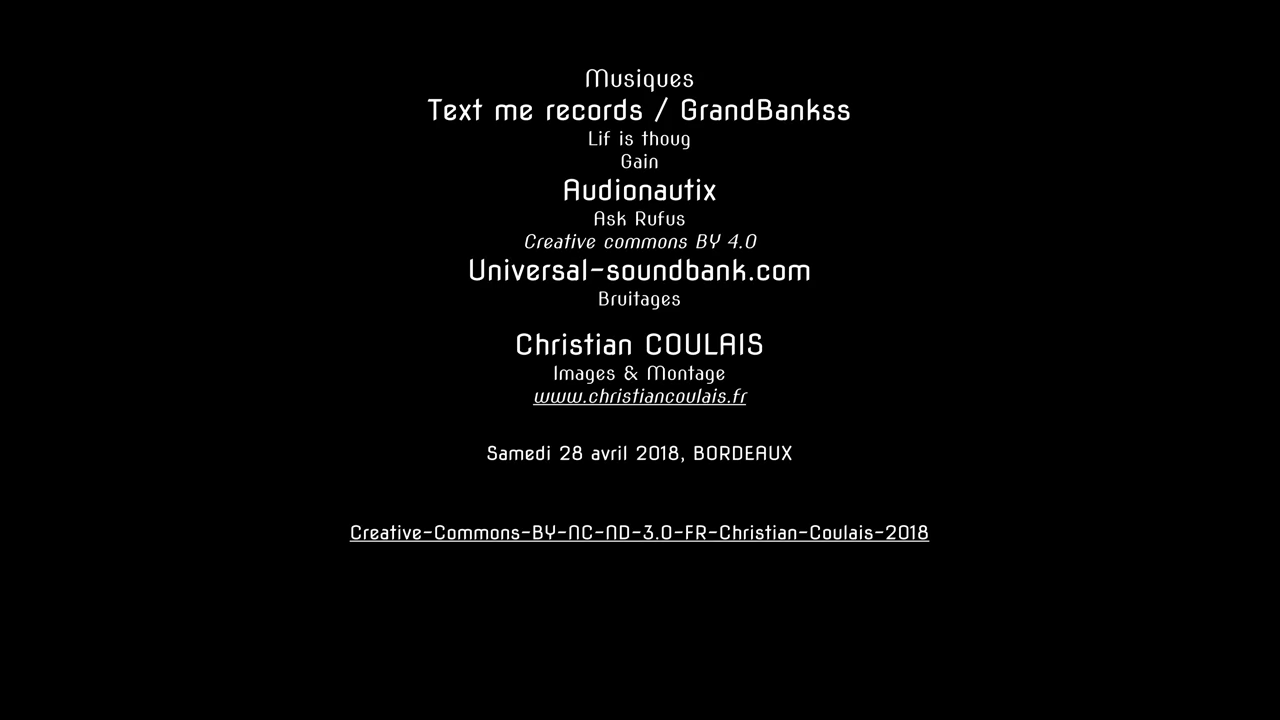 Musiques
Text me records / GrandBankss
Lif is thoug
Gain
Audionautix
Ask Rufus
Creative commons BY 4.0
Universal-soundbank.com
Bruitages
Christian COULAIS
Images & Montage
www.christiancoulais.fr
Samedi 28 avril 2018, BORDEAUX
Creative-Commons-BY-NC-ND-3.0-FR-Christian-Coulais-2018